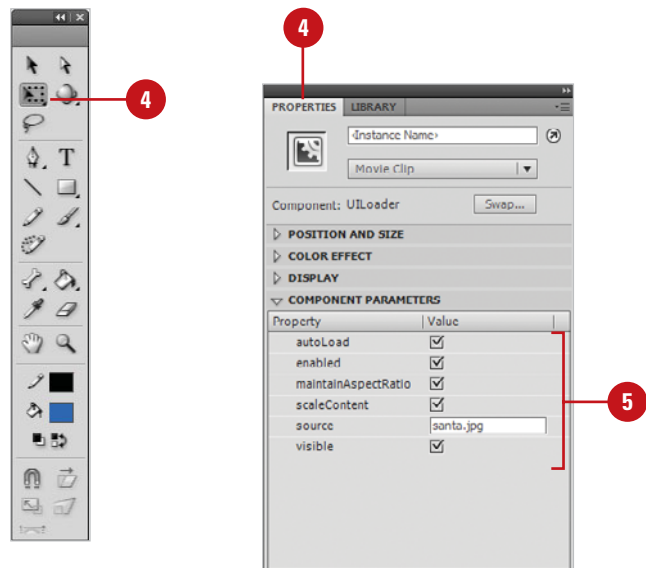 4
4
PROPERTIES LIBRARY
<Instance Name>
Movie Clip
Component: UILoader Swap...
POSITION AND SIZE
COLOR EFFECT
DISPLAY
COMPONENT PARAMETERS
Property Value
autoLoad
enabled
maintainAspectRatio
scaleContent
source santa.jpg
visible
5
T